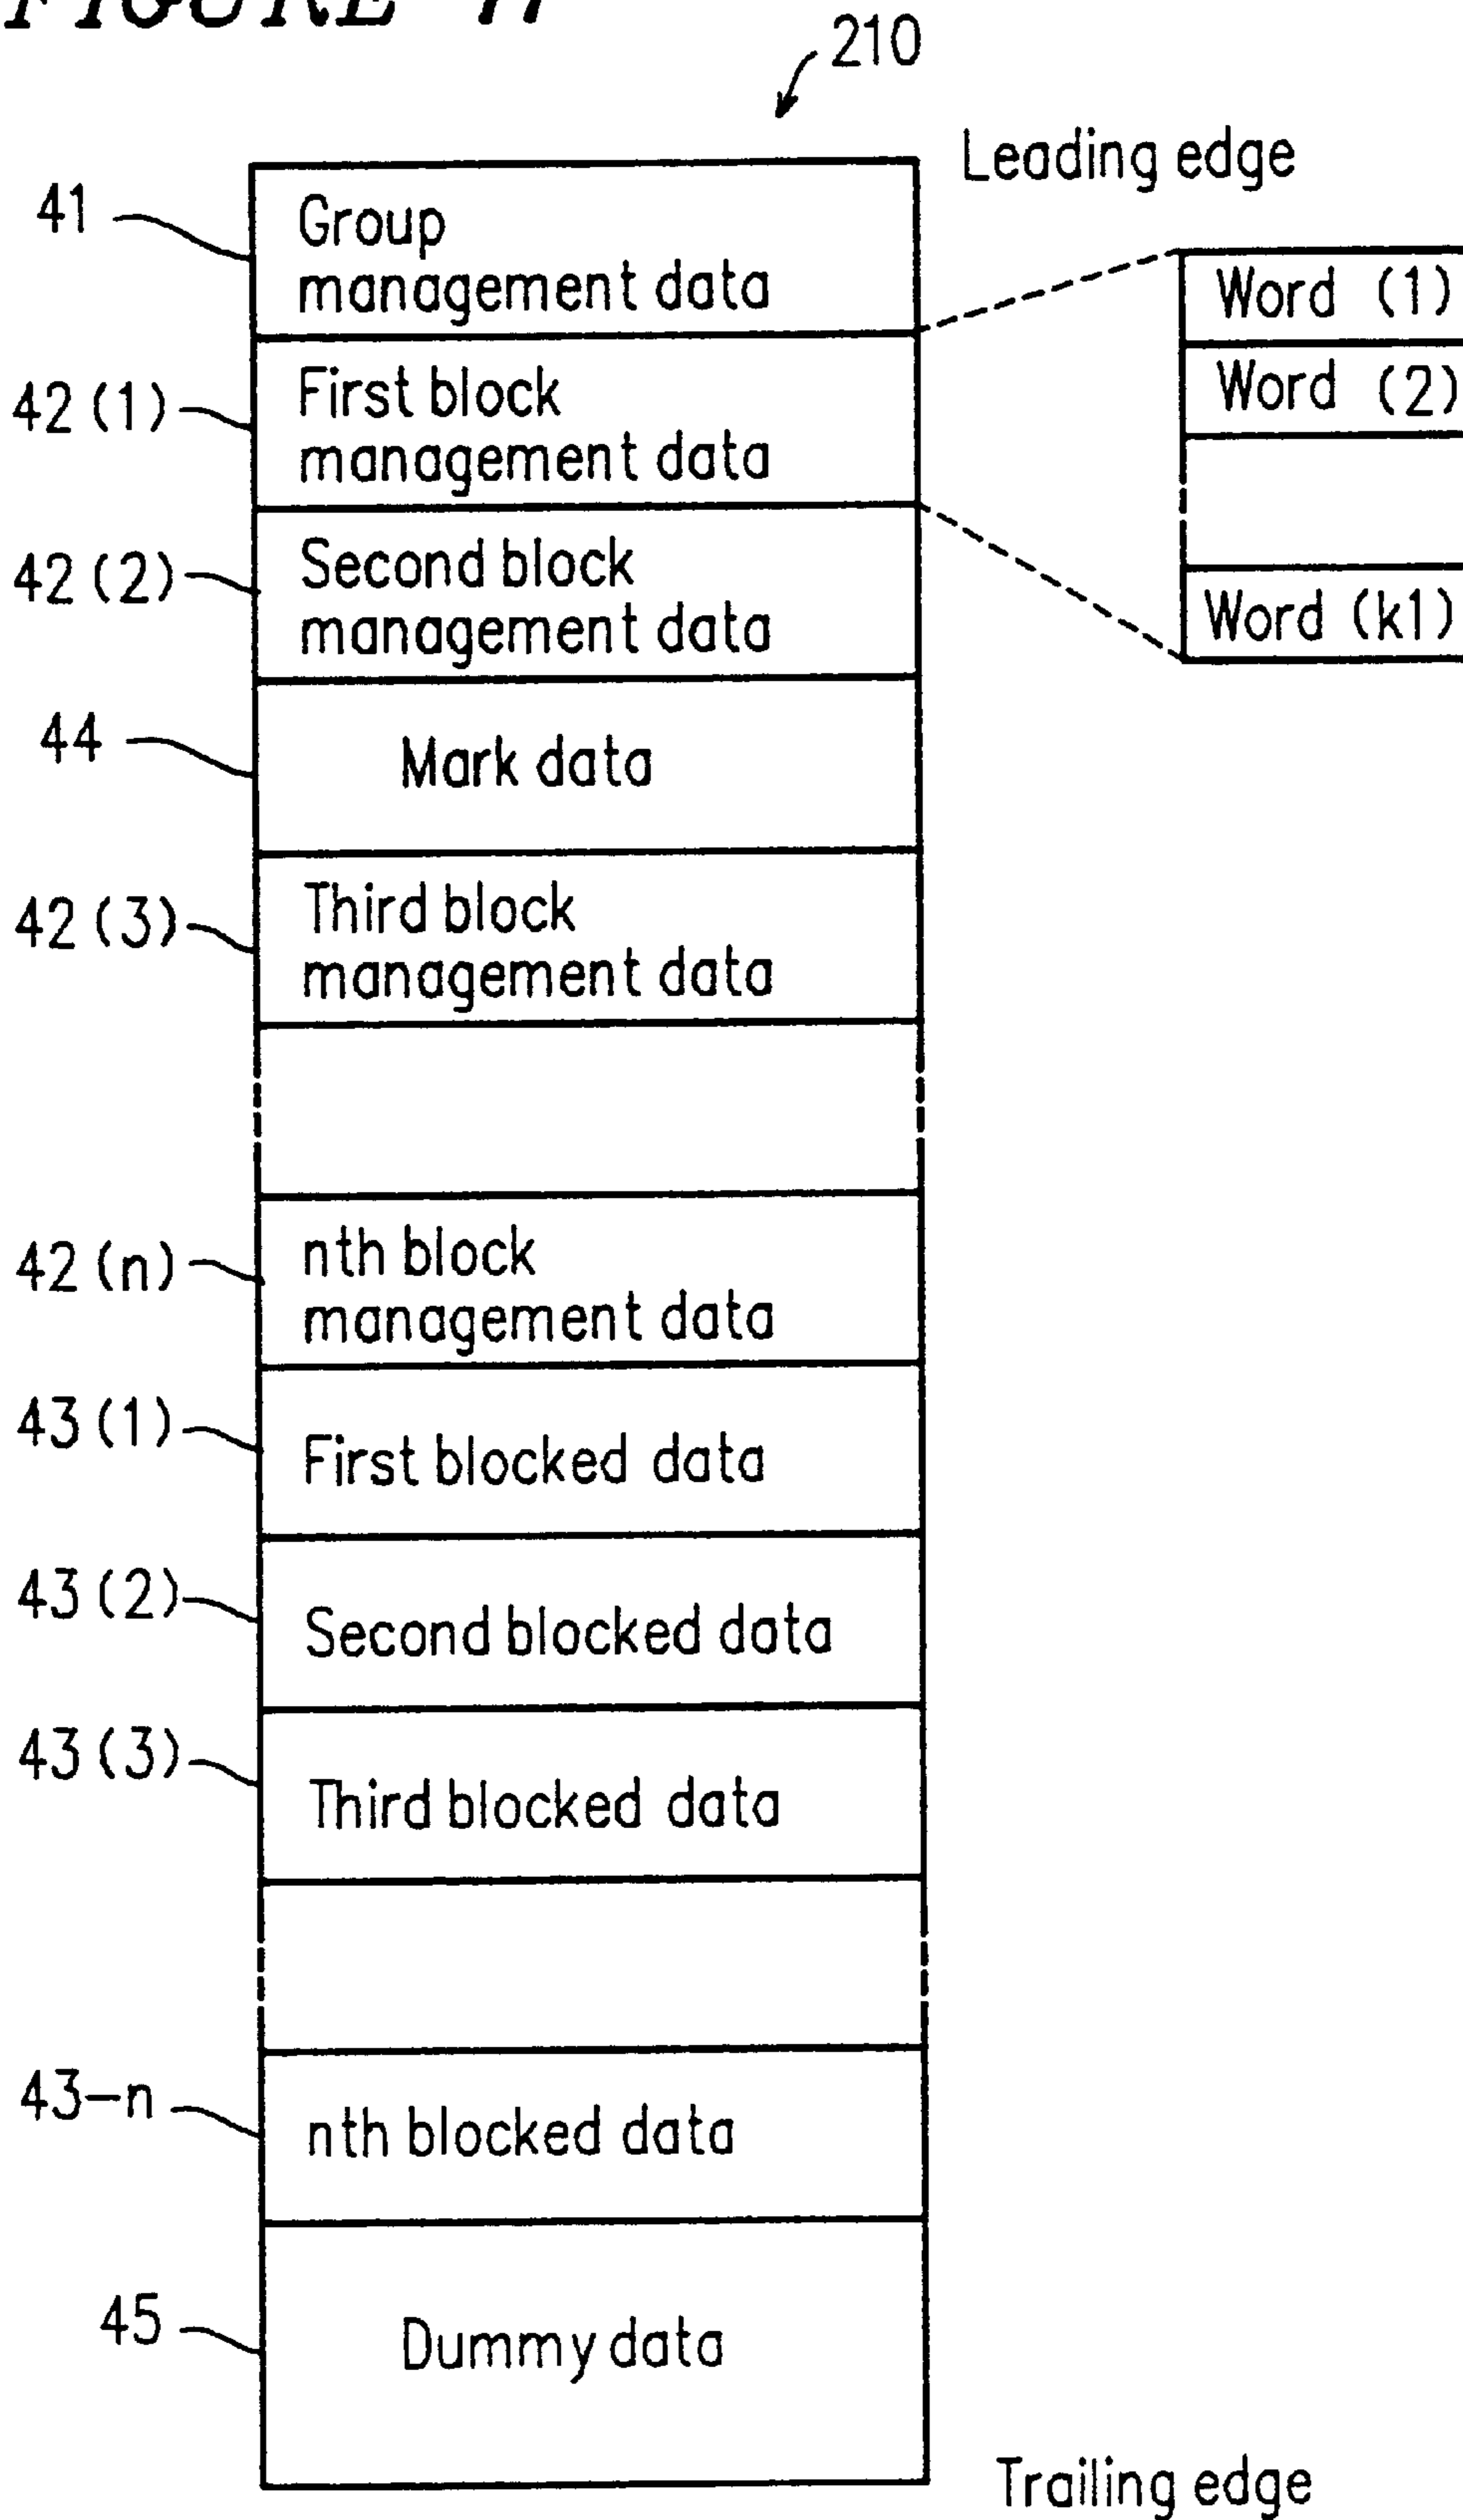 FIGURE
210
Leading edge
41
Group
management data
Word (1)
Word (2)
Word (k1)
42(1)
First block
management data
42(2)
Second block
management data
44
Mark data
42(3)
Third block
management data
42(n)
nth block
management data
43(1)
First blocked data
43(2)
Second blocked data
43(3)
Third blocked data
43-n
nth blocked data
45
Dummy data
Trailing edge